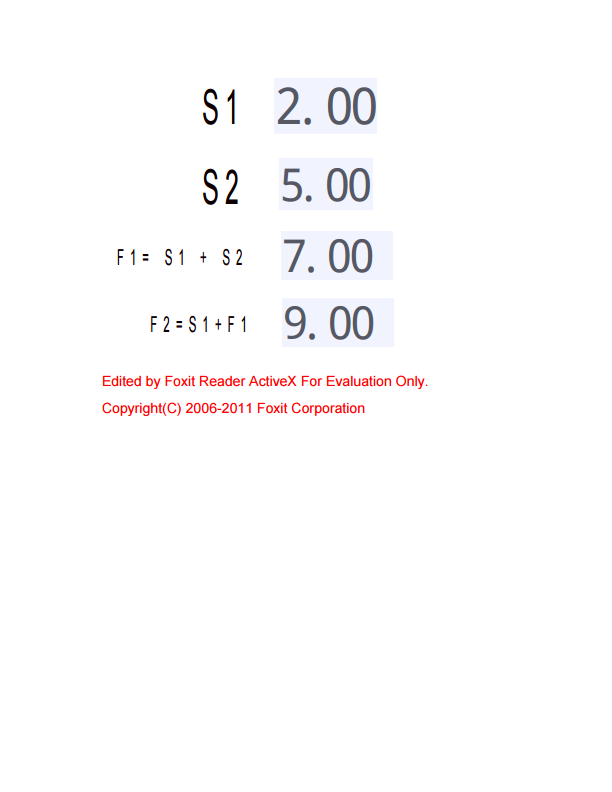 S1 2.00
S2 5.00
F1= S1 + S2 7.00
F2=S1+F1 9.00
Edited by Foxit Reader ActiveX For Evaluation Only.
Copyright(C) 2006-2011 Foxit Corporation